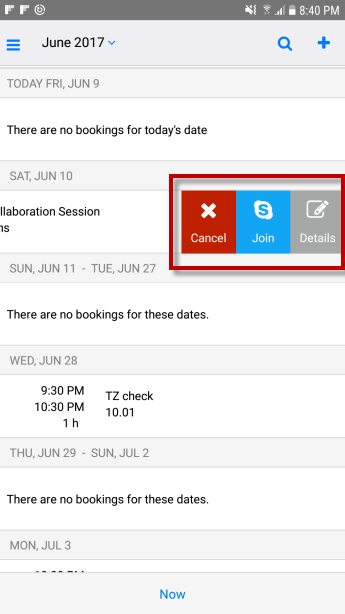 8:40 PM
June 2017
TODAY FRI, JUN 9
There are no bookings for today's date
SAT, JUN 10
llaboration Session
ns
Cancel
Join
Details
SUN, JUN 11 - TUE, JUN 27
There are no bookings for these dates.
WED, JUN 28
9:30 PM
TZ check
10:30 PM
10.01
1 h
THU, JUN 29 - SUN, JUL 2
There are no bookings for these dates.
MON, JUL 3
Now